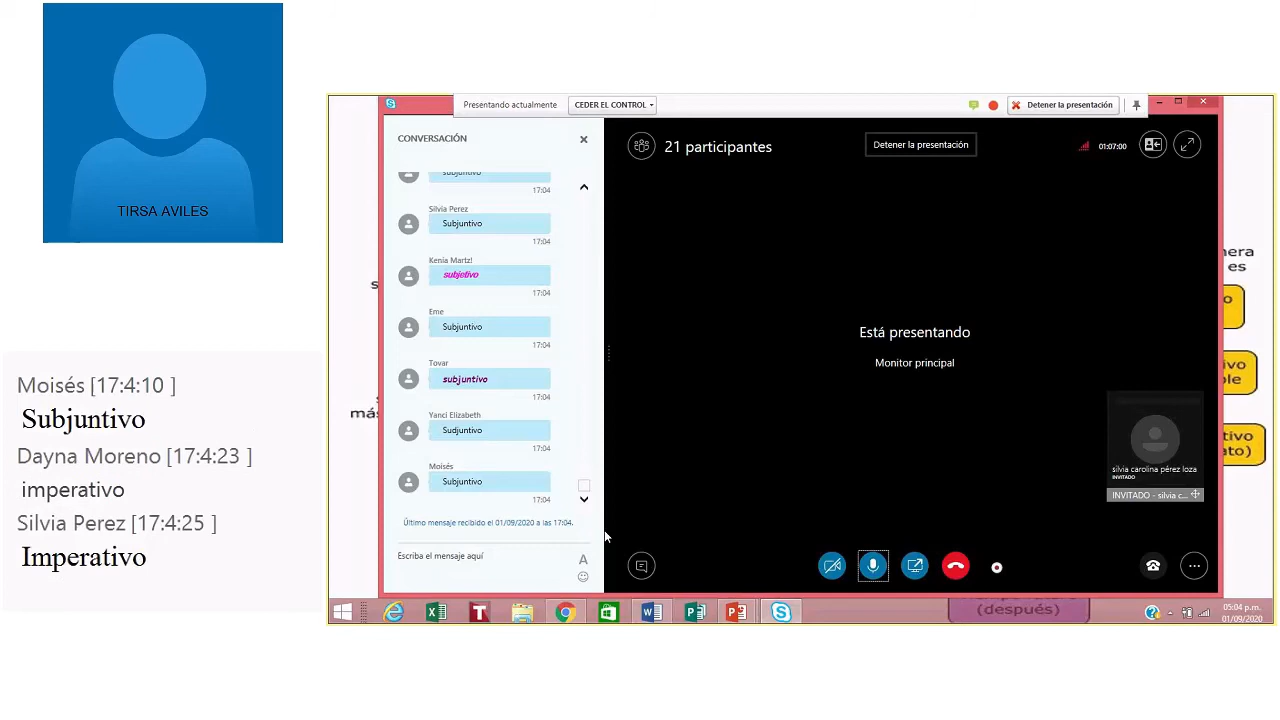 TIRSA AVILES
Moisés [17:4:10 ]
Subjuntivo
Dayna Moreno [17:4:23 ]
imperativo
Silvia Perez [17:4:25 ]
Imperativo
Presentando actualmente
CEDER EL CONTROL
Detener la presentación
CONVERSACIÓN
subjuntivo
17:04
Silvia Perez
Subjuntivo
17:04
Kenia Martz!
subjetivo
17:04
Eme
Subjuntivo
17:04
Tovar
subjuntivo
17:04
Yanci Elizabeth
Sudjuntivo
17:04
Moisés
Subjuntivo
17:04
Último mensaje recibido el 01/09/2020 a las 17:04.
Escriba el mensaje aquí
21 participantes
Detener la presentación
01:07:00
Está presentando
Monitor principal
silvia carolina pérez loza
INVITADO
INVITADO - silvia c...
más
es
(después)
05:04 p.m.
01/09/2020